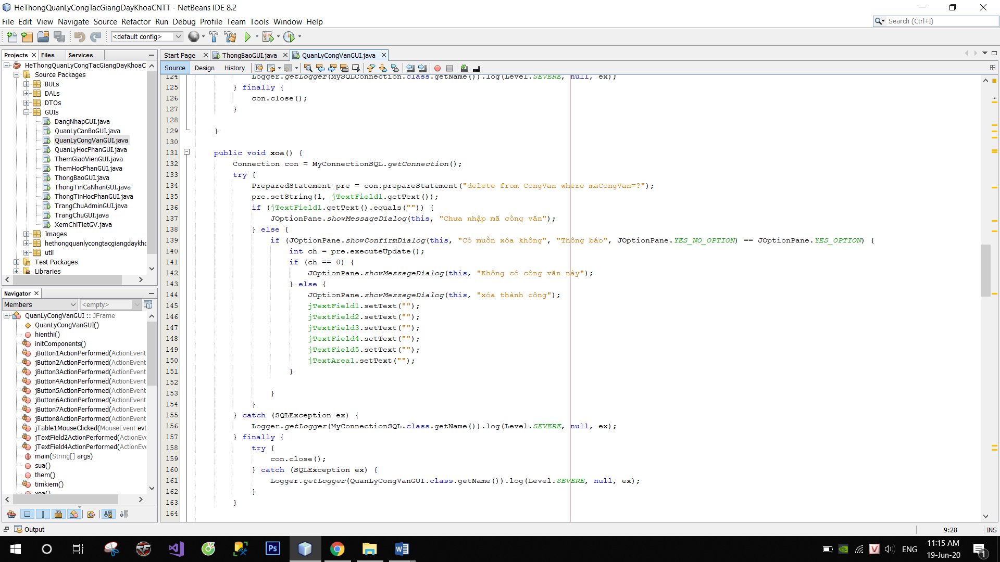 HeThongQuanLyCongTacGiangDayKhoaCNTT - NetBeans IDE 8.2
File Edit View Navigate Source Refactor Run Debug Profile Team Tools Window Help
Search (Ctrl+I)
<default config>
Projects Files Services
HeThongQuanLyCongTacGiangDayKhoaC
Source Packages
BULs
DALs
DTOs
GUIs
DangNhapGUI.java
QuanLyCanBoGUI.java
QuanLyCongVanGUI.java
QuanLyHocPhanGUI.java
ThemGiaoVienGUI.java
ThemHocPhanGUI.java
ThongBaoGUI.java
ThongTinCaNhanGUI.java
ThongTinHocPhanGUI.java
TrangChuAdminGUI.java
TrangChuGUI.java
XemChiTietGV.java
Images
hethongquanlycongtacgiangdaykho
util
Test Packages
Libraries
Navigator
Members <empty>
QuanLyCongVanGUI :: JFrame
QuanLyCongVanGUI()
hienthi()
initComponents()
jButton1ActionPerformed(ActionEvent
jButton2ActionPerformed(ActionEvent
jButton3ActionPerformed(ActionEvent
jButton4ActionPerformed(ActionEvent
jButton5ActionPerformed(ActionEvent
jButton6ActionPerformed(ActionEvent
jButton7ActionPerformed(ActionEvent
jButton8ActionPerformed(ActionEvent
jTable1MouseClicked(MouseEvent evt
jTextField2ActionPerformed(ActionEve
jTextField4ActionPerformed(ActionEve
main(String[] args)
sua()
them()
timkiem()
xoa()
Start Page ThongBaoGUI.java QuanLyCongVanGUI.java
Source Design History
124 Logger.getLogger(MySQLConnection.class.getName()).log(Level.SEVERE, null, ex);
125 } finally {
126 con.close();
127 }
128
129 }
130
131 public void xoa() {
132 Connection con = MyConnectionSQL.getConnection();
133 try {
134 PreparedStatement pre = con.prepareStatement("delete from CongVan where maCongVan=?");
135 pre.setString(1, jTextField1.getText());
136 if (jTextField1.getText().equals("")) {
137 JOptionPane.showMessageDialog(this, "Chưa nhập mã công văn");
138 } else {
139 if (JOptionPane.showConfirmDialog(this, "Có muốn xóa không", "Thông báo", JOptionPane.YES_NO_OPTION) == JOptionPane.YES_OPTION) {
140 int ch = pre.executeUpdate();
141 if (ch == 0) {
142 JOptionPane.showMessageDialog(this, "Không có công văn này");
143 } else {
144 JOptionPane.showMessageDialog(this, "xóa thành công");
145 jTextField1.setText("");
146 jTextField2.setText("");
147 jTextField3.setText("");
148 jTextField4.setText("");
149 jTextField5.setText("");
150 jTextArea1.setText("");
151 }
152
153 }
154 }
155 } catch (SQLException ex) {
156 Logger.getLogger(MyConnectionSQL.class.getName()).log(Level.SEVERE, null, ex);
157 } finally {
158 try {
159 con.close();
160 } catch (SQLException ex) {
161 Logger.getLogger(QuanLyCongVanGUI.class.getName()).log(Level.SEVERE, null, ex);
162 }
163 }
164
Output
9:28 INS
Ps
ENG
11:15 AM
19-Jun-20
1